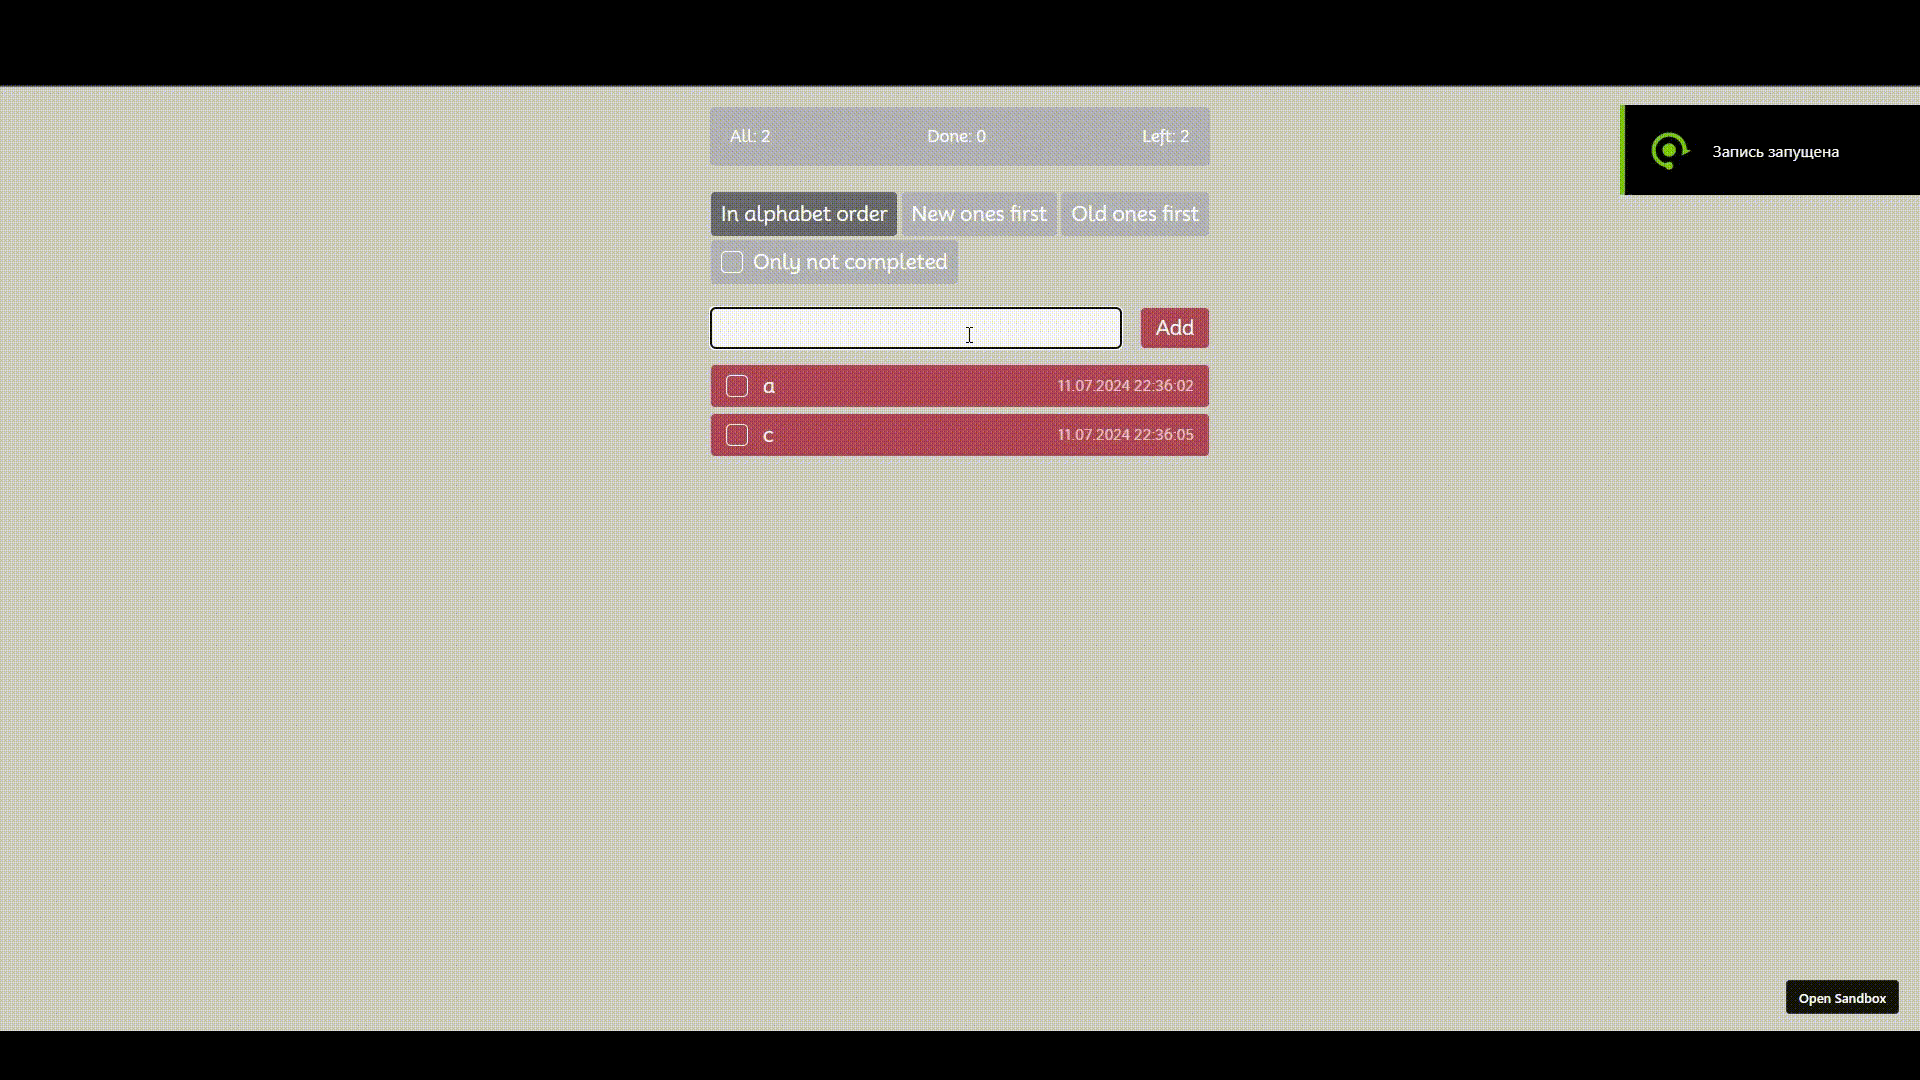 All: 2 Done: 0 Left: 2
Запись запущена
In alphabet order New ones first Old ones first
Only not completed
Add
a 11.07.2024 22:36:02
c 11.07.2024 22:36:05
Open Sandbox